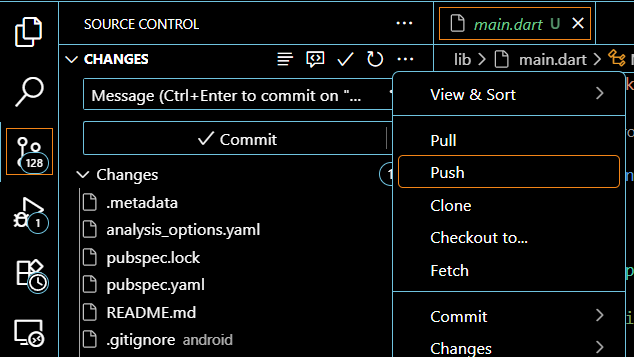 SOURCE CONTROL
main.dart U
CHANGES
lib > main.dart >
Message (Ctrl+Enter to commit on "...
View & Sort
Commit
Pull
128
Push
Changes
.metadata
Clone
1
analysis_options.yaml
Checkout to...
pubspec.lock
pubspec.yaml
Fetch
README.md
Commit
.gitignore android
Changes